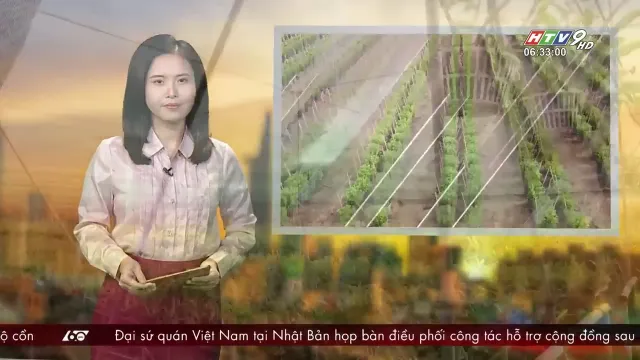 HTV9 HD
06:33:00
ộ cồn 60 Đại sứ quán Việt Nam tại Nhật Bản họp bàn điều phối công tác hỗ trợ cộng đồng sau